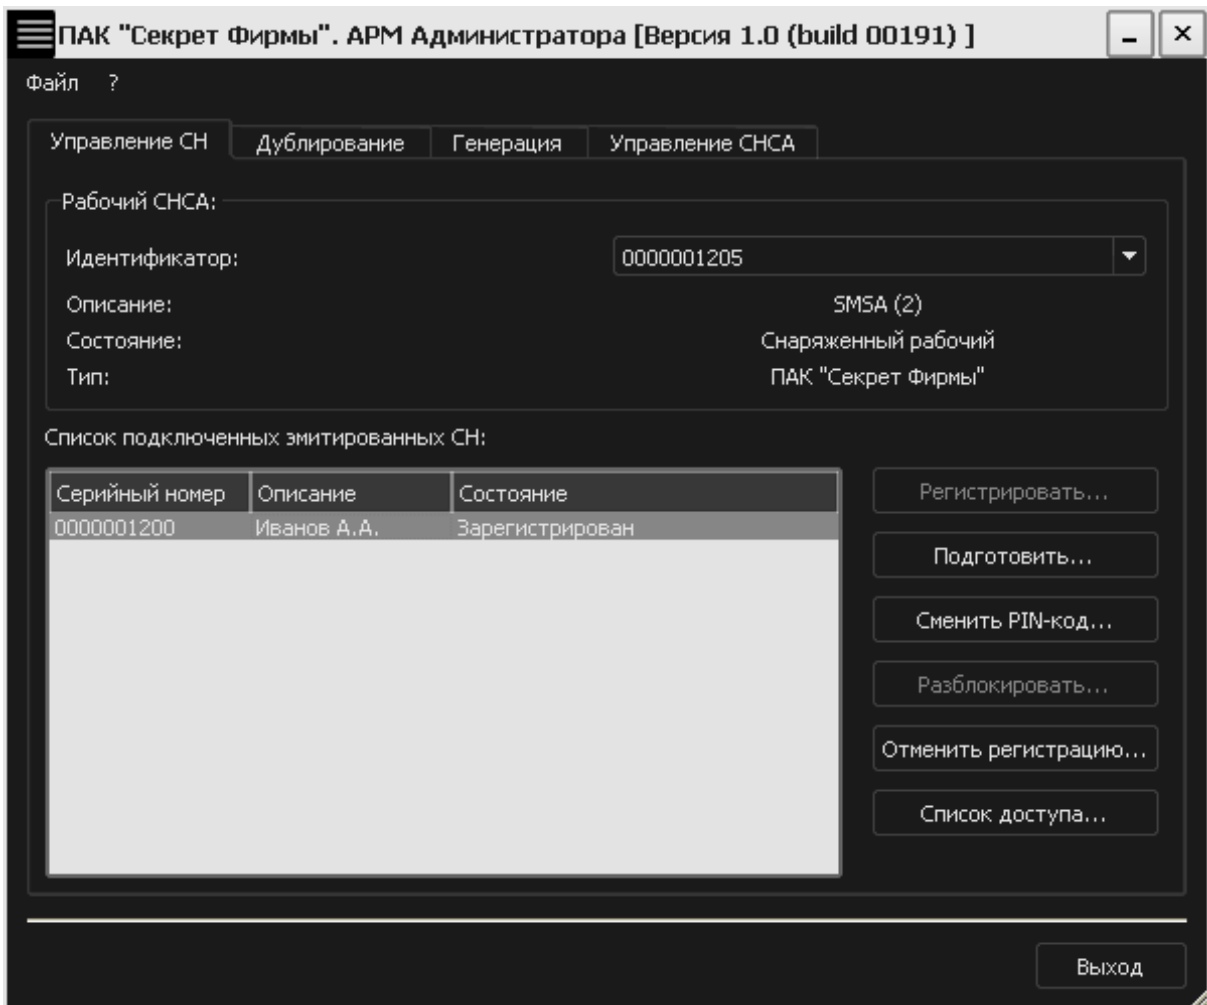 ПАК "Секрет Фирмы". АРМ Администратора [Версия 1.0 (build 00191) ]
Файл ?
Управление СН Дублирование Генерация Управление СНСА
Рабочий СНСА:
Идентификатор: 0000001205
Описание: SMSA (2)
Состояние: Снаряженный рабочий
Тип: ПАК "Секрет Фирмы"
Список подключенных эмитированных СН:
Серийный номер Описание Состояние
0000001200 Иванов А.А. Зарегистрирован
Регистрировать...
Подготовить...
Сменить PIN-код...
Разблокировать...
Отменить регистрацию...
Список доступа...
Выход